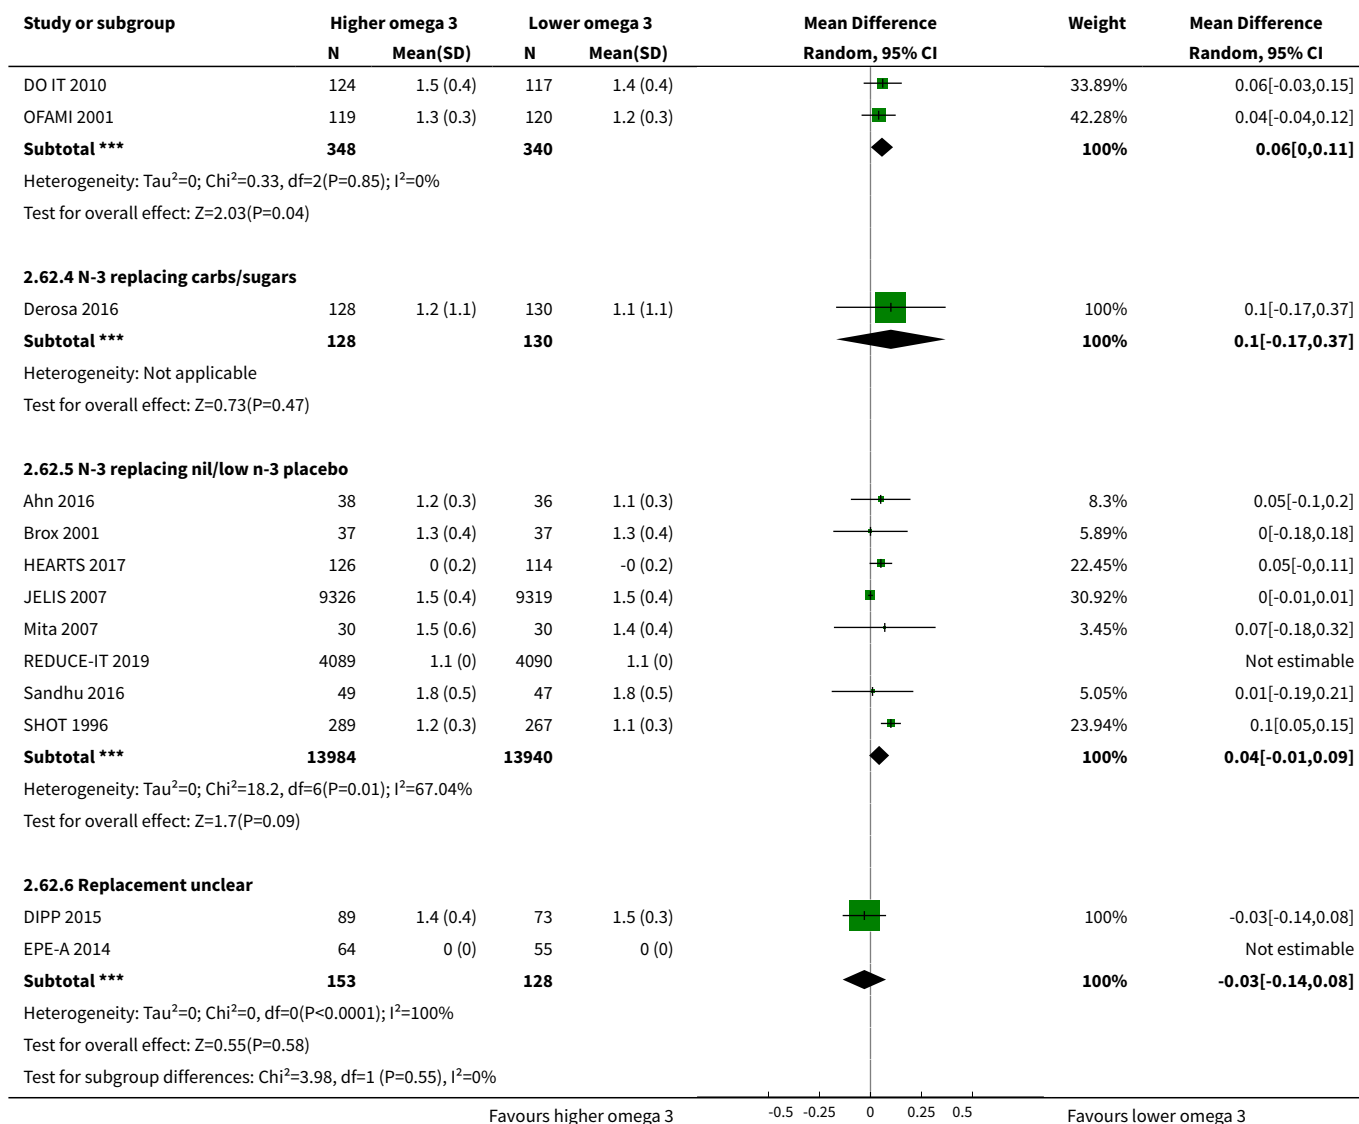 Study or subgroup Higher omega 3 Lower omega 3 Mean Difference Weight Mean Difference
N Mean(SD) N Mean(SD) Random, 95% CI Random, 95% CI
DO IT 2010 124 1.5 (0.4) 117 1.4 (0.4) 33.89% 0.06[-0.03,0.15]
OFAMI 2001 119 1.3 (0.3) 120 1.2 (0.3) 42.28% 0.04[-0.04,0.12]
Subtotal *** 348 340 100% 0.06[0,0.11]
Heterogeneity: Tau²=0; Chi²=0.33, df=2(P=0.85); I²=0%
Test for overall effect: Z=2.03(P=0.04)
2.62.4 N-3 replacing carbs/sugars
Derosa 2016 128 1.2 (1.1) 130 1.1 (1.1) 100% 0.1[-0.17,0.37]
Subtotal *** 128 130 100% 0.1[-0.17,0.37]
Heterogeneity: Not applicable
Test for overall effect: Z=0.73(P=0.47)
2.62.5 N-3 replacing nil/low n-3 placebo
Ahn 2016 38 1.2 (0.3) 36 1.1 (0.3) 8.3% 0.05[-0.1,0.2]
Brox 2001 37 1.3 (0.4) 37 1.3 (0.4) 5.89% 0[-0.18,0.18]
HEARTS 2017 126 0 (0.2) 114 -0 (0.2) 22.45% 0.05[-0,0.11]
JELIS 2007 9326 1.5 (0.4) 9319 1.5 (0.4) 30.92% 0[-0.01,0.01]
Mita 2007 30 1.5 (0.6) 30 1.4 (0.4) 3.45% 0.07[-0.18,0.32]
REDUCE-IT 2019 4089 1.1 (0) 4090 1.1 (0) Not estimable
Sandhu 2016 49 1.8 (0.5) 47 1.8 (0.5) 5.05% 0.01[-0.19,0.21]
SHOT 1996 289 1.2 (0.3) 267 1.1 (0.3) 23.94% 0.1[0.05,0.15]
Subtotal *** 13984 13940 100% 0.04[-0.01,0.09]
Heterogeneity: Tau²=0; Chi²=18.2, df=6(P=0.01); I²=67.04%
Test for overall effect: Z=1.7(P=0.09)
2.62.6 Replacement unclear
DIPP 2015 89 1.4 (0.4) 73 1.5 (0.3) 100% -0.03[-0.14,0.08]
EPE-A 2014 64 0 (0) 55 0 (0) Not estimable
Subtotal *** 153 128 100% -0.03[-0.14,0.08]
Heterogeneity: Tau²=0; Chi²=0, df=0(P<0.0001); I²=100%
Test for overall effect: Z=0.55(P=0.58)
Test for subgroup differences: Chi²=3.98, df=1 (P=0.55), I²=0%
Favours higher omega 3 -0.5 -0.25 0 0.25 0.5 Favours lower omega 3